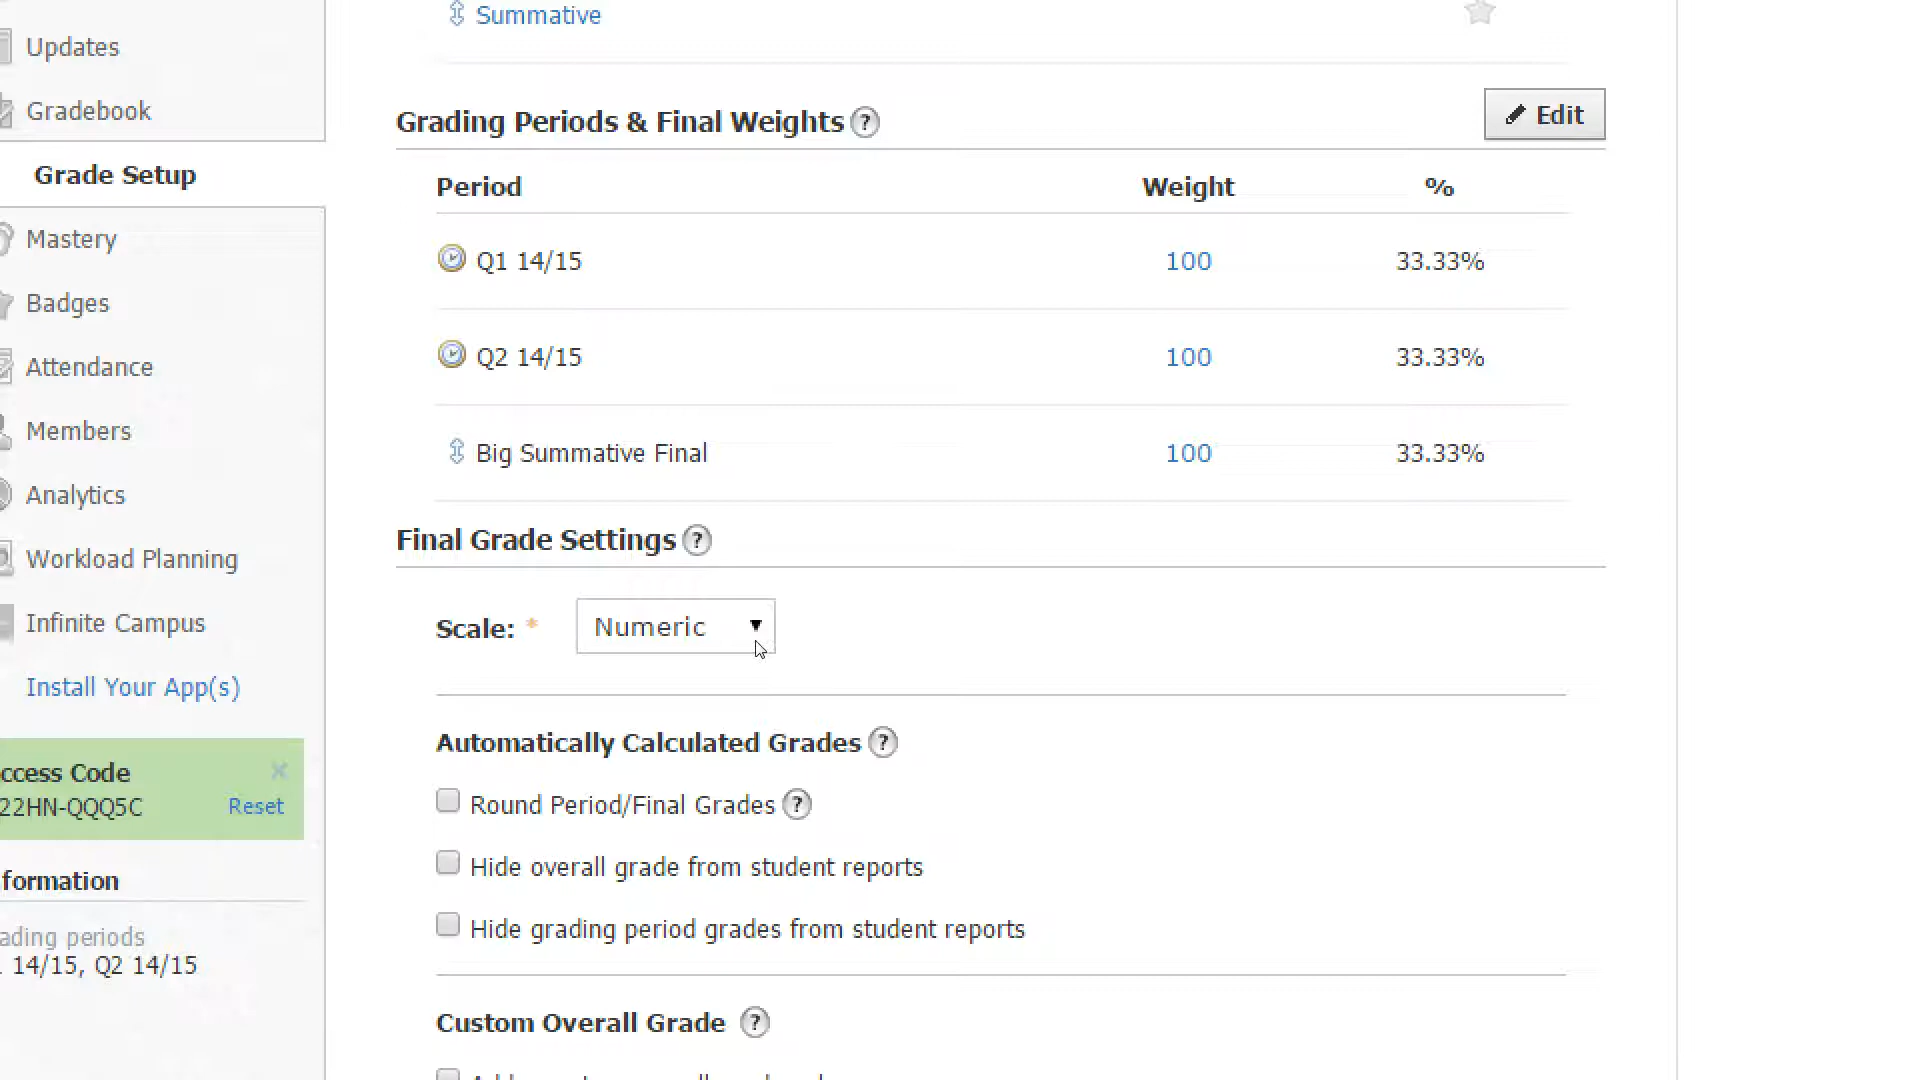 Updates
Gradebook
Grade Setup
Mastery
Badges
Attendance
Members
Analytics
Workload Planning
Infinite Campus
Install Your App(s)
ccess Code
22HN-QQQ5C Reset
formation
ading periods
14/15, Q2 14/15
Summative
Grading Periods & Final Weights ?
Edit
Period Weight %
Q1 14/15 100 33.33%
Q2 14/15 100 33.33%
Big Summative Final 100 33.33%
Final Grade Settings ?
Scale: * Numeric
Automatically Calculated Grades ?
Round Period/Final Grades ?
Hide overall grade from student reports
Hide grading period grades from student reports
Custom Overall Grade ?